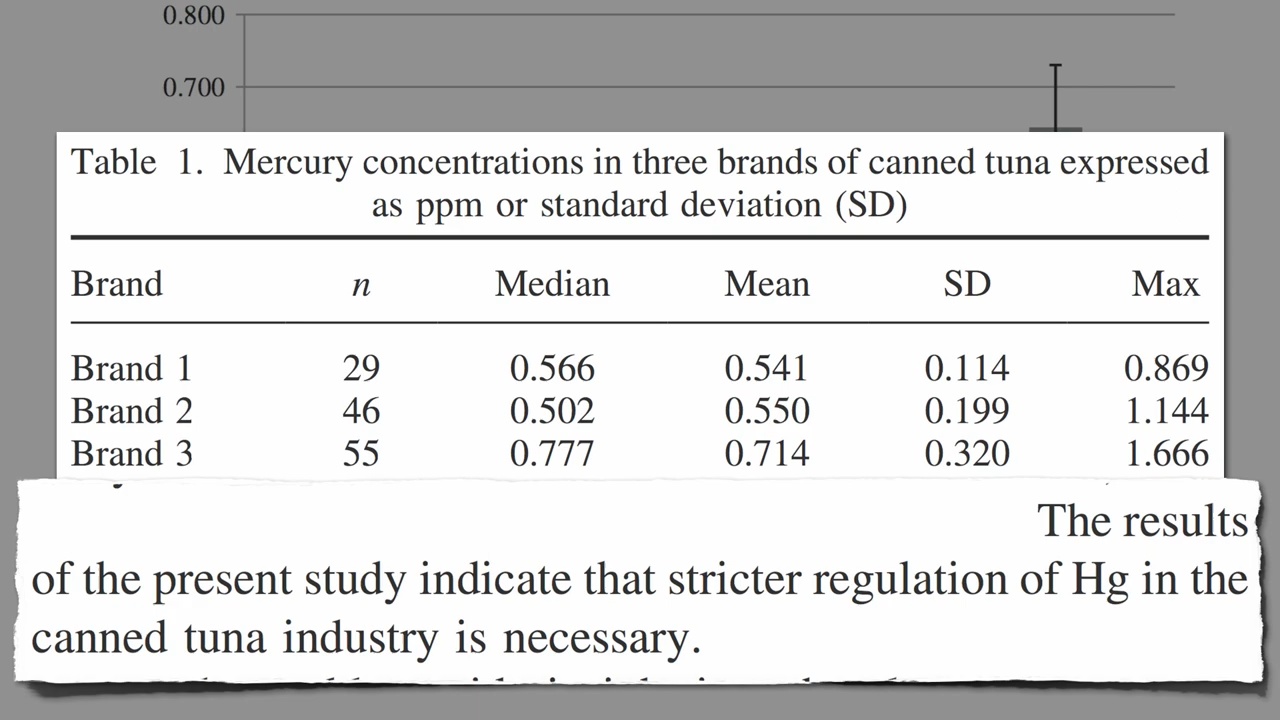 0.800
0.700
Table 1. Mercury concentrations in three brands of canned tuna expressed
as ppm or standard deviation (SD)
Brand n Median Mean SD Max
Brand 1 29 0.566 0.541 0.114 0.869
Brand 2 46 0.502 0.550 0.199 1.144
Brand 3 55 0.777 0.714 0.320 1.666
The results
of the present study indicate that stricter regulation of Hg in the
canned tuna industry is necessary.